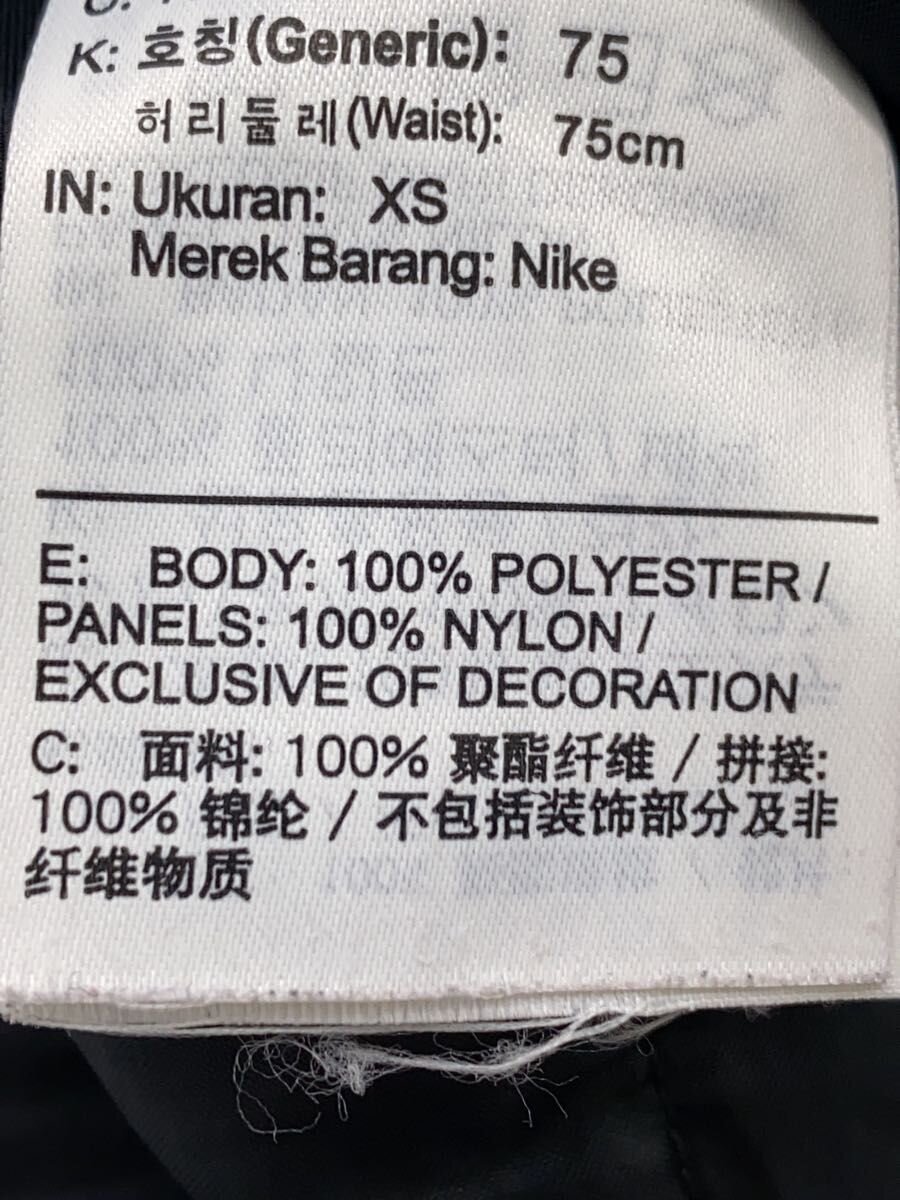 K: 호칭(Generic): 75
허리둘레(Waist): 75cm
IN: Ukuran: XS
Merek Barang: Nike
E: BODY: 100% POLYESTER /
PANELS: 100% NYLON /
EXCLUSIVE OF DECORATION
C: 面料: 100% 聚酯纤维 / 拼接:
100% 锦纶 / 不包括装饰部分及非
纤维物质